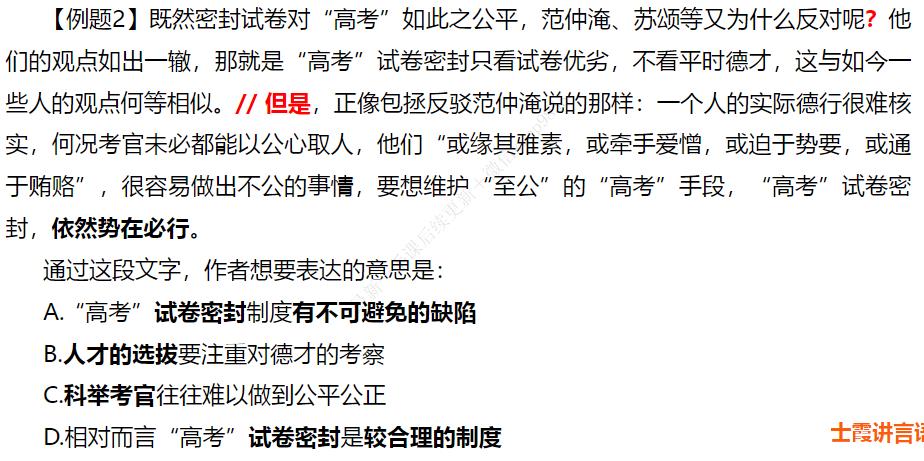 【例题2】既然密封试卷对“高考”如此之公平，范仲淹、苏颂等又为什么反对呢？他
们的观点如出一辙，那就是“高考”试卷密封只看试卷优劣，不看平时德才，这与如今一
些人的观点何等相似。// 但是，正像包拯反驳范仲淹说的那样：一个人的实际德行很难核
实，何况考官未必都能以公心取人，他们“或缘其雅素，或牵手爱憎，或迫于势要，或通
于贿赂”，很容易做出不公的事情，要想维护“至公”的“高考”手段，“高考”试卷密
封，依然势在必行。
通过这段文字，作者想要表达的意思是：
A.“高考”试卷密封制度有不可避免的缺陷
B.人才的选拔要注重对德才的考察
C.科举考官往往难以做到公平公正
D.相对而言“高考”试卷密封是较合理的制度
士霞讲言语